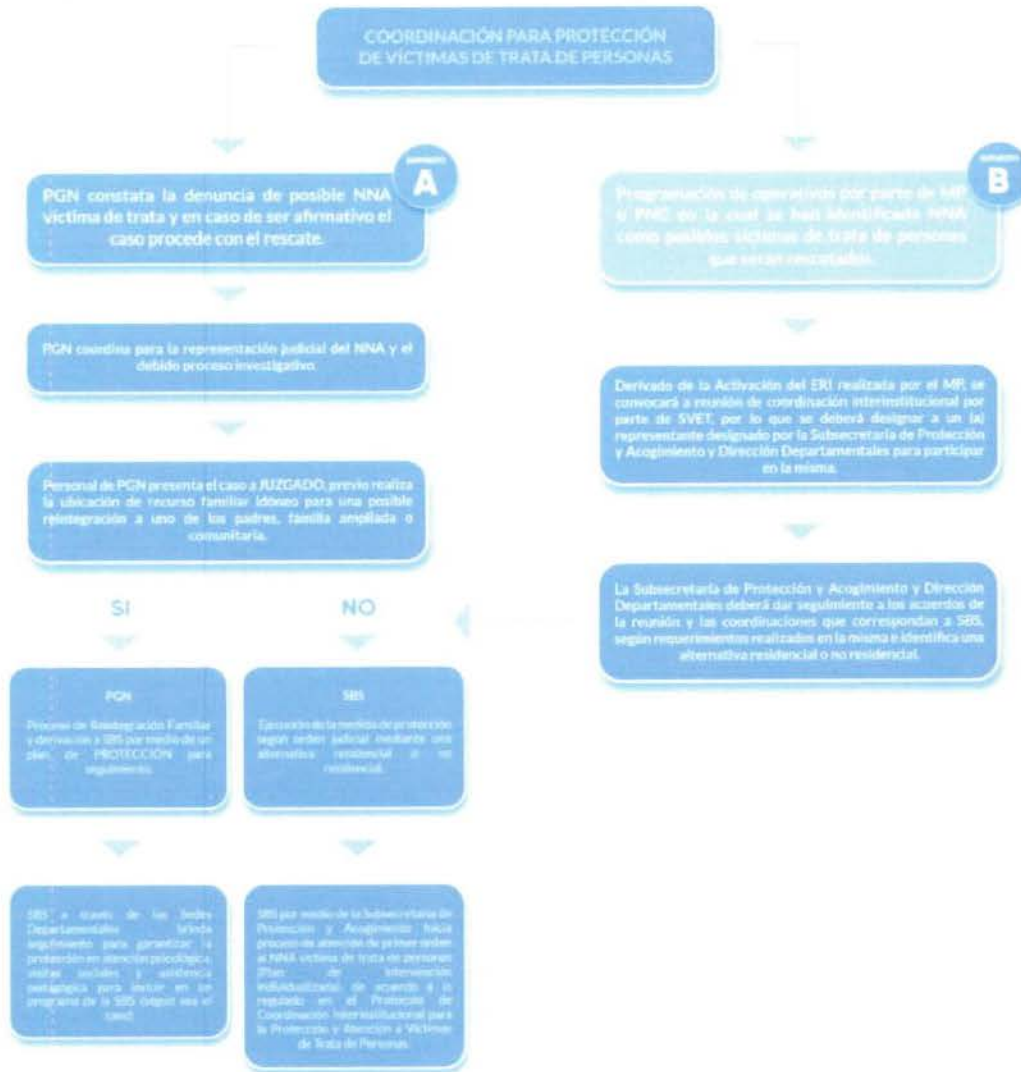 COORDINACIÓN PARA PROTECCIÓN
DE VÍCTIMAS DE TRATA DE PERSONAS
A
PGN constata la denuncia de posible NNA
víctima de trata y en caso de ser afirmativo el
caso procede con el rescate.
PGN coordina para la representación judicial del NNA y el
debido proceso investigativo.
Personal de PGN presenta el caso a JUZGADO, previo realiza
la ubicación de recurso familiar idóneo para una posible
reintegración a uno de los padres, familia ampliada o
comunitaria.
SI
NO
PGN
Proceso de Reintegración Familiar
y derivación a SBS por medio de un
plan de PROTECCIÓN para
seguimiento.
SBS
Ejecución de la medida de protección
según orden judicial mediante una
alternativa residencial o no
residencial.
SBS a través de las Sedes
Departamentales brinda
seguimiento para garantizar la
protección en atención psicológica,
visitas sociales y asistencia
pedagógica para incluir en un
programa de la SBS (según sea el
caso)
SBS por medio de la Subsecretaría de
Protección y Acogimiento inicia
proceso de atención de primer orden
al NNA víctima de trata de personas
(Plan de Intervención
individualizada) de acuerdo a lo
regulado en el Protocolo de
Coordinación Interinstitucional para
la Protección y Atención a Víctimas
de Trata de Personas.
B
Programación de operativos por parte de MP
o PNC en la cual se han identificado NNA
como posibles víctimas de trata de personas
que serán rescatados.
Derivado de la Activación del ERI realizada por el MP, se
convocará a reunión de coordinación interinstitucional por
parte de SVET, por lo que se deberá designar a un (a)
representante designado por la Subsecretaría de Protección
y Acogimiento y Dirección Departamentales para participar
en la misma.
La Subsecretaría de Protección y Acogimiento y Dirección
Departamentales deberá dar seguimiento a los acuerdos de
la reunión y las coordinaciones que correspondan a SBS,
según requerimientos realizados en la misma e identifica una
alternativa residencial o no residencial.